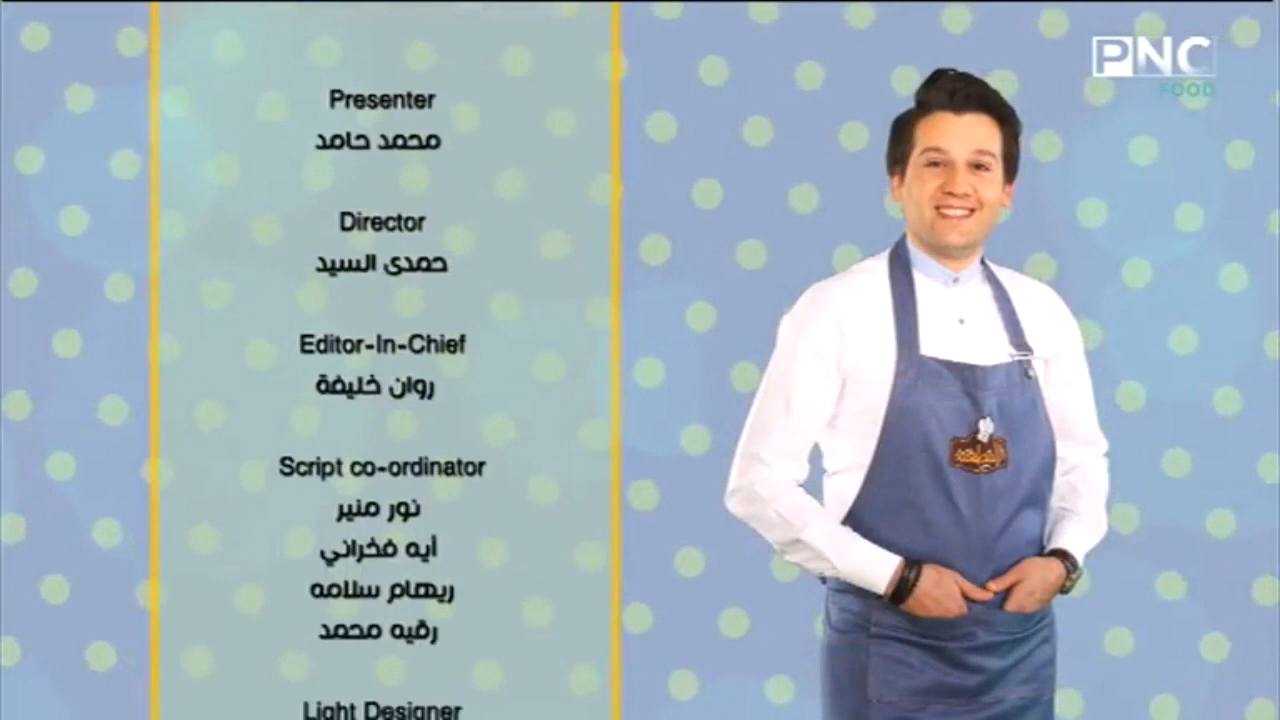 PNC
FOOD
Presenter
محمد حامد
Director
حمدى السيد
Editor-In-Chief
روان خليفة
Script co-ordinator
نور منير
أيه فخراني
ريهام سلامه
رقيه محمد
Light Designer